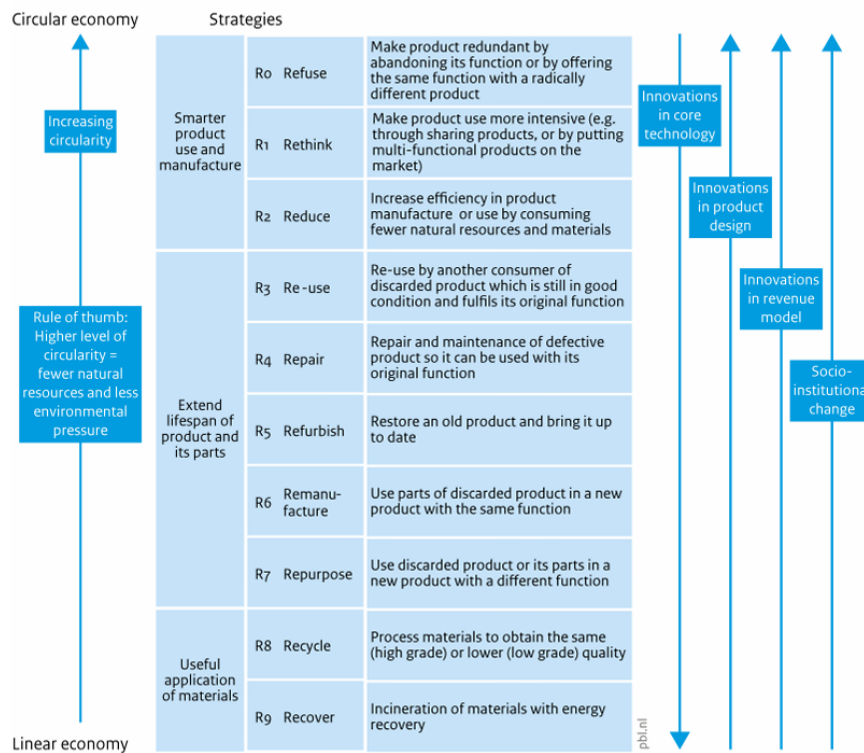 Circular economy
Strategies
Increasing
circularity
Rule of thumb:
Higher level of
circularity =
fewer natural
resources and less
environmental
pressure
Linear economy
Smarter
product
use and
manufacture
Ro Refuse
Make product redundant by
abandoning its function or by offering
the same function with a radically
different product
R1 Rethink
Make product use more intensive (e.g.
through sharing products, or by putting
multi-functional products on the
market)
R2 Reduce
Increase efficiency in product
manufacture or use by consuming
fewer natural resources and materials
Extend
lifespan of
product and
its parts
R3 Re-use
Re-use by another consumer of
discarded product which is still in good
condition and fulfils its original function
R4 Repair
Repair and maintenance of defective
product so it can be used with its
original function
R5 Refurbish
Restore an old product and bring it up
to date
R6 Remanu-
facture
Use parts of discarded product in a new
product with the same function
R7 Repurpose
Use discarded product or its parts in a
new product with a different function
Useful
application
of materials
R8 Recycle
Process materials to obtain the same
(high grade) or lower (low grade) quality
R9 Recover
Incineration of materials with energy
recovery
Innovations
in core
technology
Innovations
in product
design
Innovations
in revenue
model
Socio-
institutional
change
pbl.nl